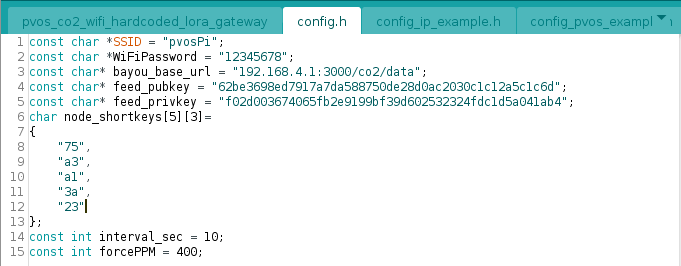 pvos_co2_wifi_hardcoded_lora_gateway config.h config_ip_example.h config_pvos_exampl
1 const char *SSID = "pvosPi";
2 const char *WiFiPassword = "12345678";
3 const char* bayou_base_url = "192.168.4.1:3000/co2/data";
4 const char* feed_pubkey = "62be3698ed7917a7da588750de28d0ac2030c1c12a5c1c6d";
5 const char* feed_privkey = "f02d003674065fb2e9199bf39d602532324fdc1d5a041ab4";
6 char node_shortkeys[5][3]=
7 {
8 "75",
9 "a3",
10 "a1",
11 "3a",
12 "23"
13 };
14 const int interval_sec = 10;
15 const int forcePPM = 400;